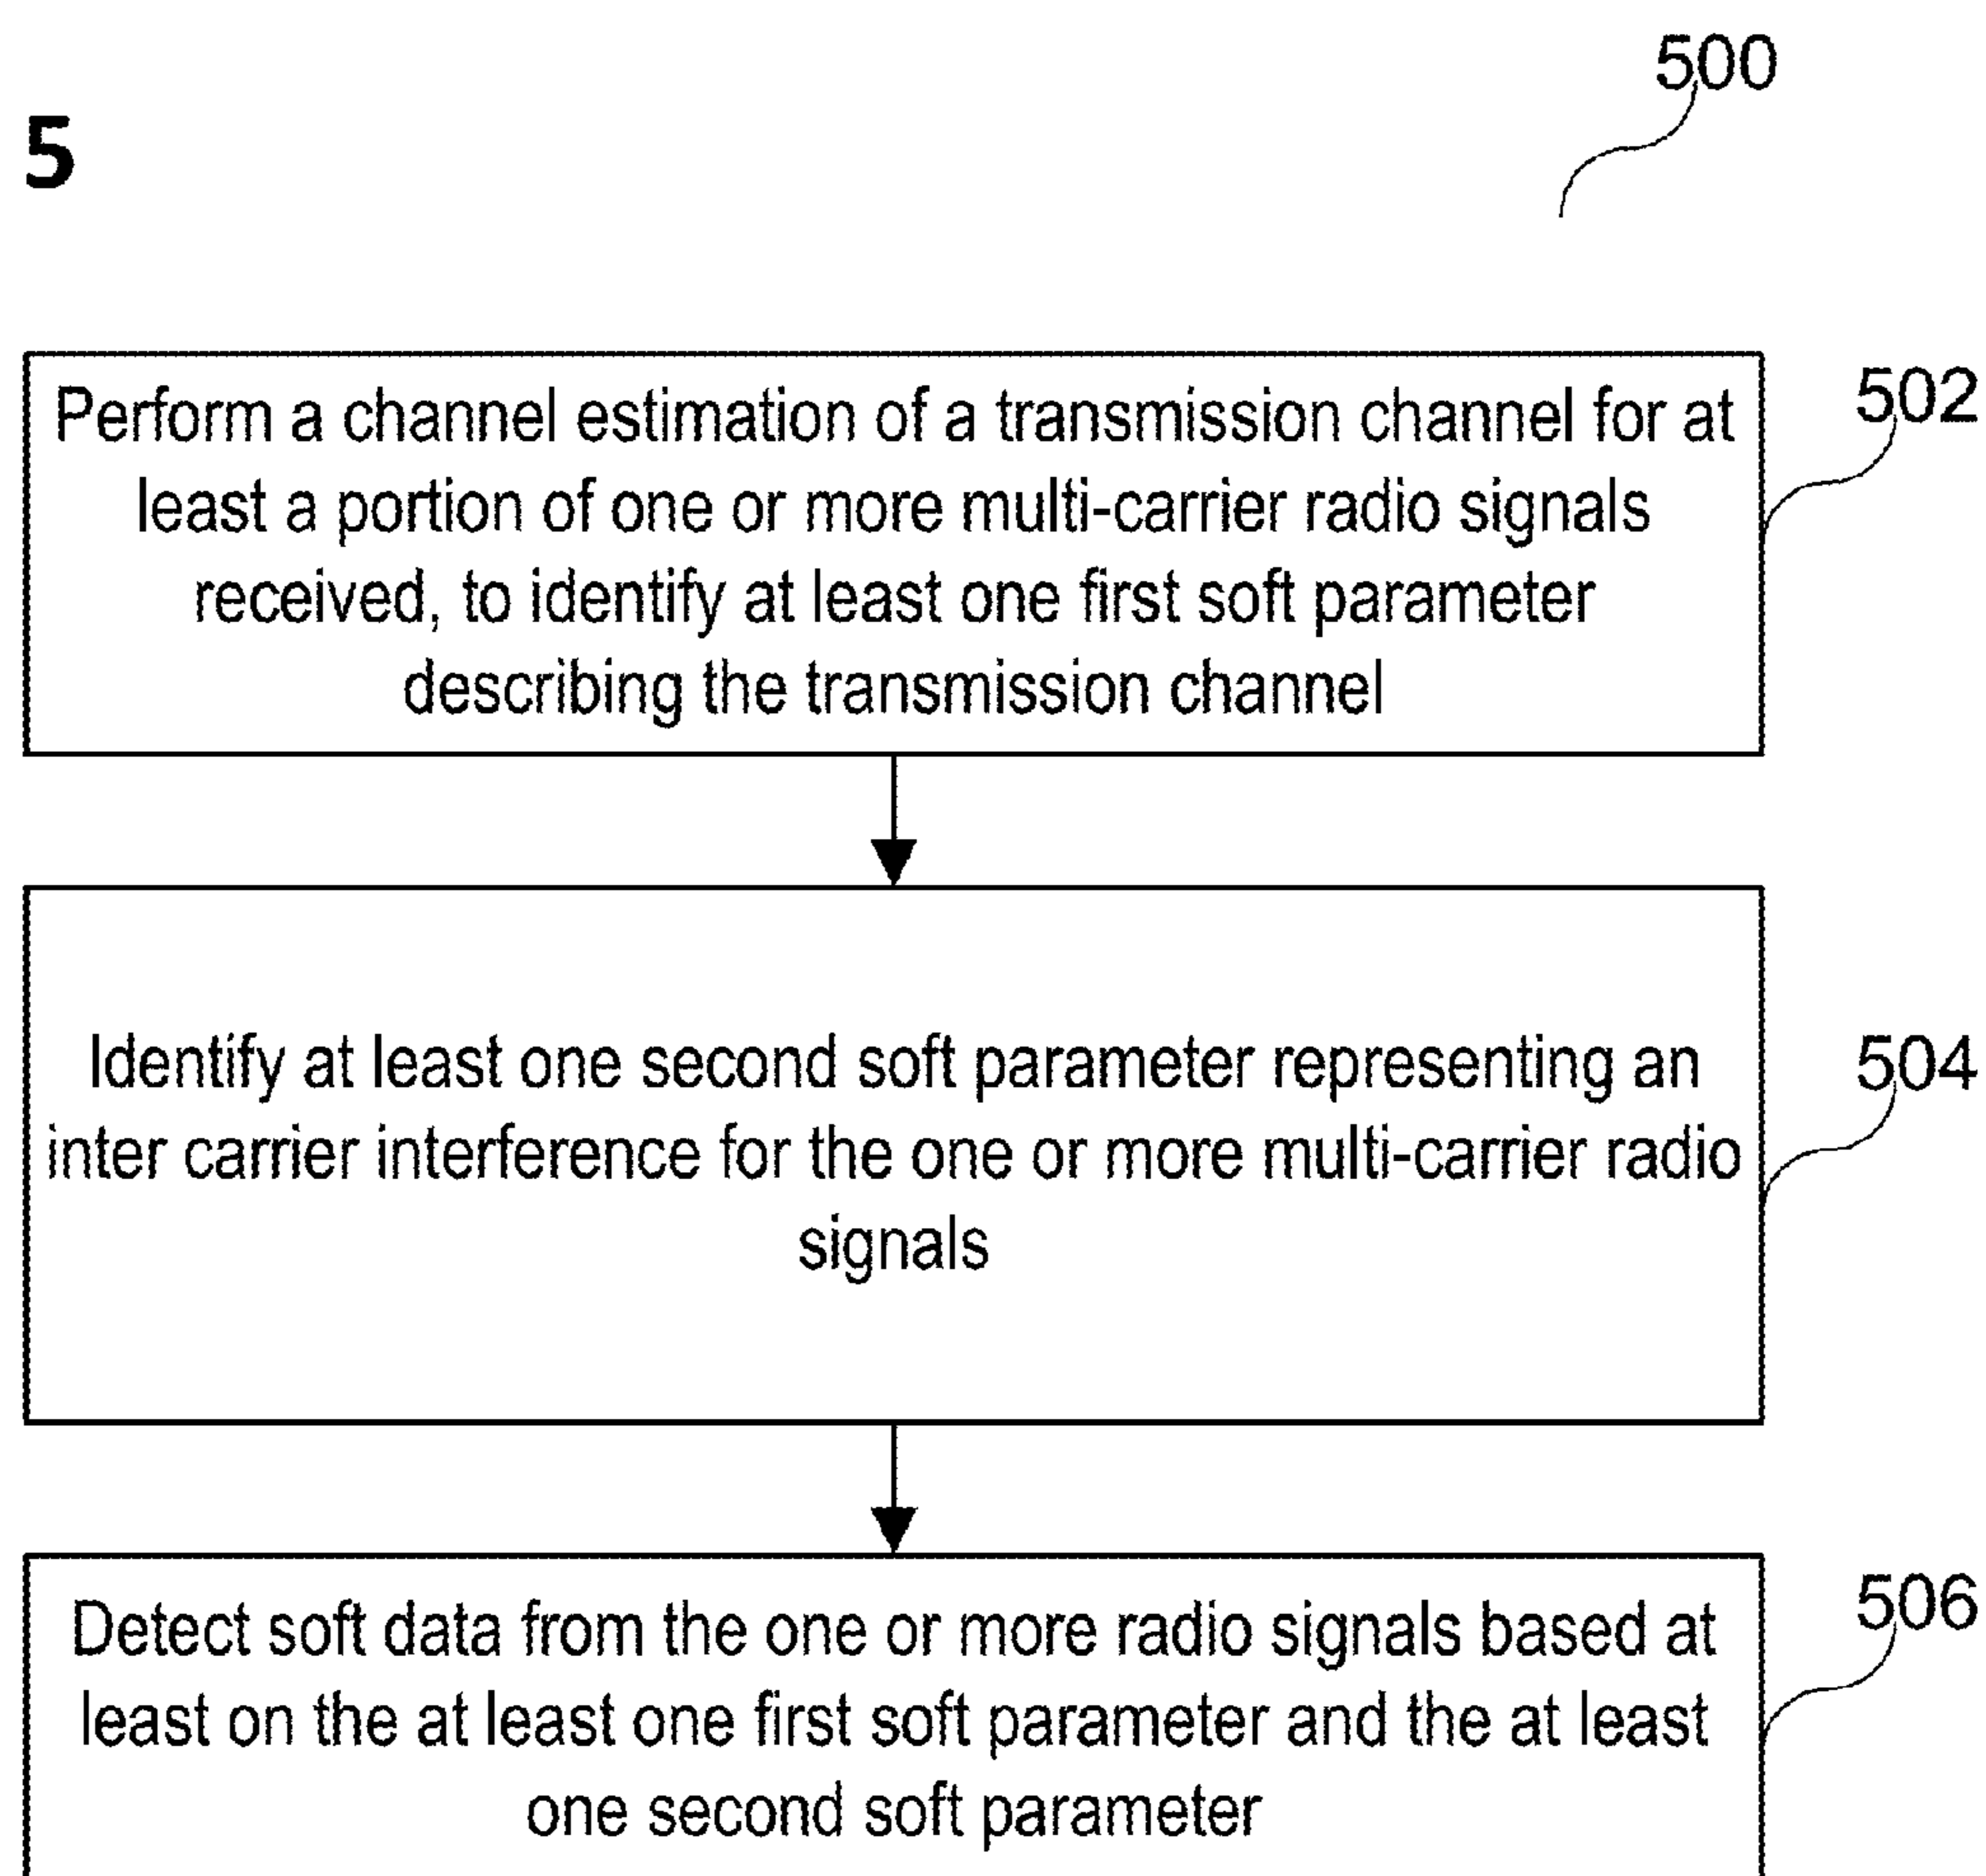 500
5
Perform a channel estimation of a transmission channel for at
least a portion of one or more multi-carrier radio signals
received, to identify at least one first soft parameter
describing the transmission channel
502
Identify at least one second soft parameter representing an
inter carrier interference for the one or more multi-carrier radio
signals
504
Detect soft data from the one or more radio signals based at
least on the at least one first soft parameter and the at least
one second soft parameter
506